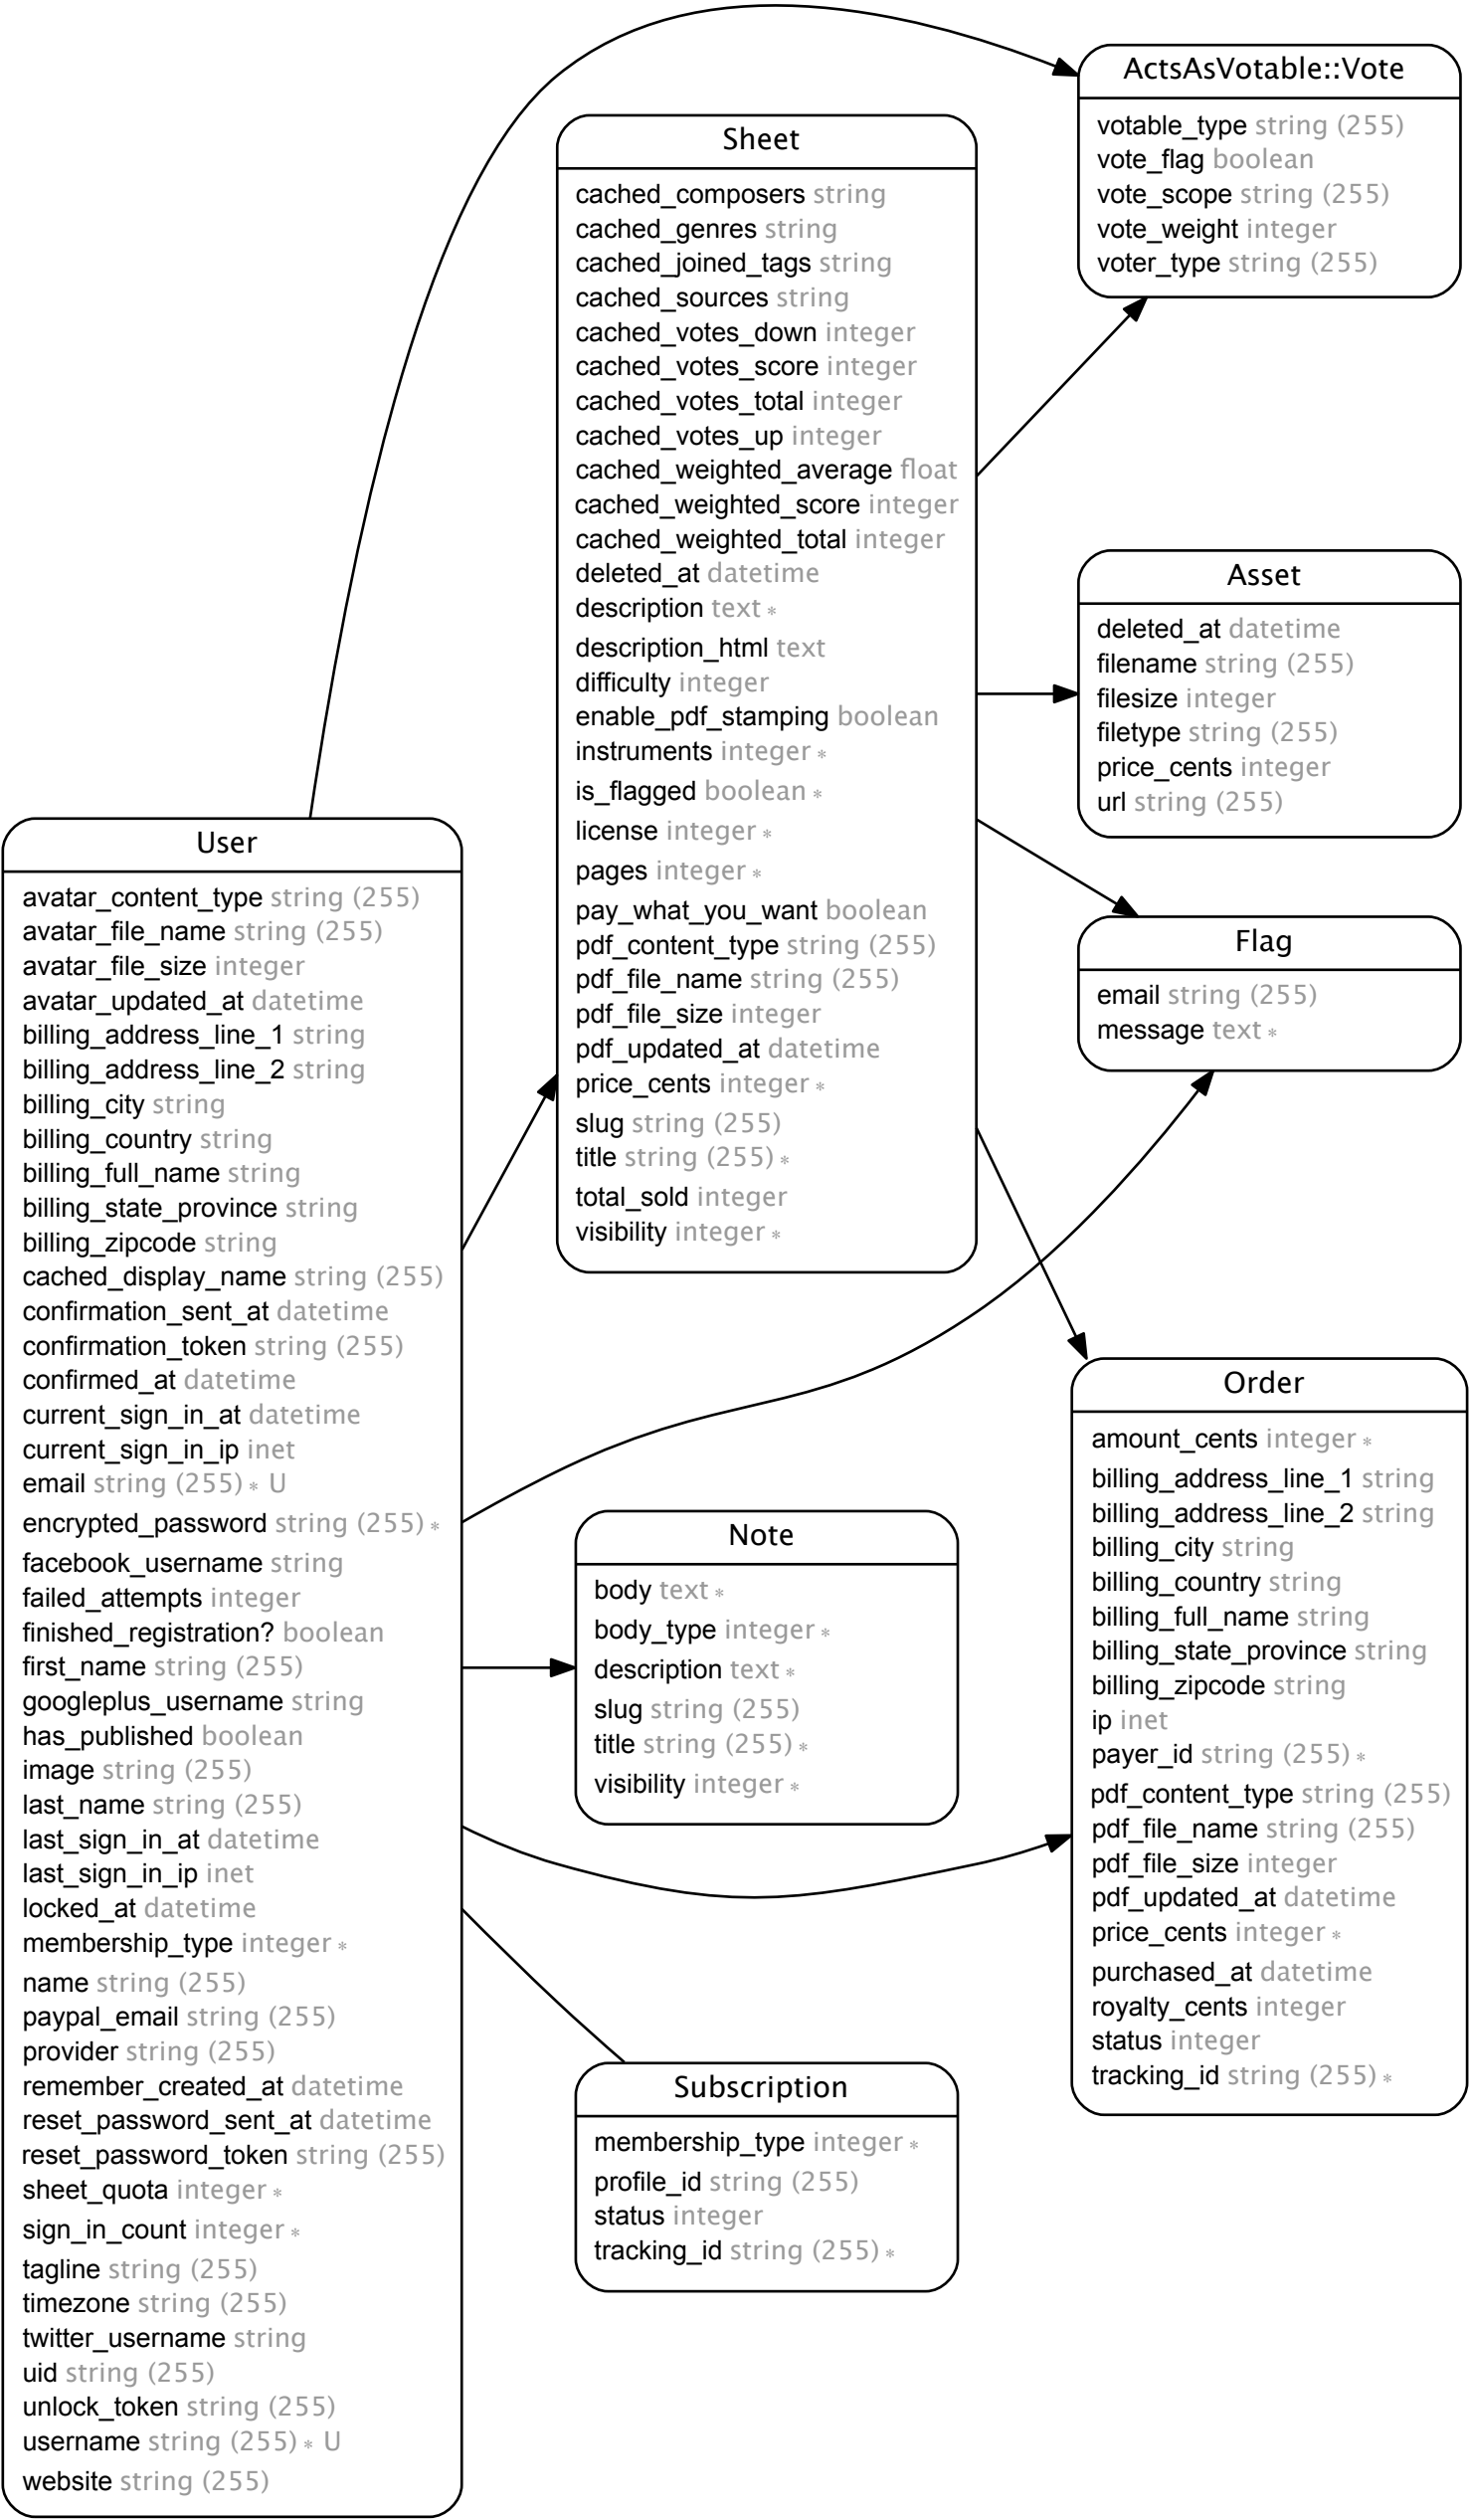 ActsAsVotable::Vote
votable_type string (255)
vote_flag boolean
vote_scope string (255)
vote_weight integer
voter_type string (255)
Sheet
cached_composers string
cached_genres string
cached_joined_tags string
cached_sources string
cached_votes_down integer
cached_votes_score integer
cached_votes_total integer
cached_votes_up integer
cached_weighted_average float
cached_weighted_score integer
cached_weighted_total integer
deleted_at datetime
description text *
description_html text
difficulty integer
enable_pdf_stamping boolean
instruments integer *
is_flagged boolean *
license integer *
pages integer *
pay_what_you_want boolean
pdf_content_type string (255)
pdf_file_name string (255)
pdf_file_size integer
pdf_updated_at datetime
price_cents integer *
slug string (255)
title string (255) *
total_sold integer
visibility integer *
Asset
deleted_at datetime
filename string (255)
filesize integer
filetype string (255)
price_cents integer
url string (255)
Flag
email string (255)
message text *
User
avatar_content_type string (255)
avatar_file_name string (255)
avatar_file_size integer
avatar_updated_at datetime
billing_address_line_1 string
billing_address_line_2 string
billing_city string
billing_country string
billing_full_name string
billing_state_province string
billing_zipcode string
cached_display_name string (255)
confirmation_sent_at datetime
confirmation_token string (255)
confirmed_at datetime
current_sign_in_at datetime
current_sign_in_ip inet
email string (255) * U
encrypted_password string (255) *
facebook_username string
failed_attempts integer
finished_registration? boolean
first_name string (255)
googleplus_username string
has_published boolean
image string (255)
last_name string (255)
last_sign_in_at datetime
last_sign_in_ip inet
locked_at datetime
membership_type integer *
name string (255)
paypal_email string (255)
provider string (255)
remember_created_at datetime
reset_password_sent_at datetime
reset_password_token string (255)
sheet_quota integer *
sign_in_count integer *
tagline string (255)
timezone string (255)
twitter_username string
uid string (255)
unlock_token string (255)
username string (255) * U
website string (255)
Order
amount_cents integer *
billing_address_line_1 string
billing_address_line_2 string
billing_city string
billing_country string
billing_full_name string
billing_state_province string
billing_zipcode string
ip inet
payer_id string (255) *
pdf_content_type string (255)
pdf_file_name string (255)
pdf_file_size integer
pdf_updated_at datetime
price_cents integer *
purchased_at datetime
royalty_cents integer
status integer
tracking_id string (255) *
Note
body text *
body_type integer *
description text *
slug string (255)
title string (255) *
visibility integer *
Subscription
membership_type integer *
profile_id string (255)
status integer
tracking_id string (255) *